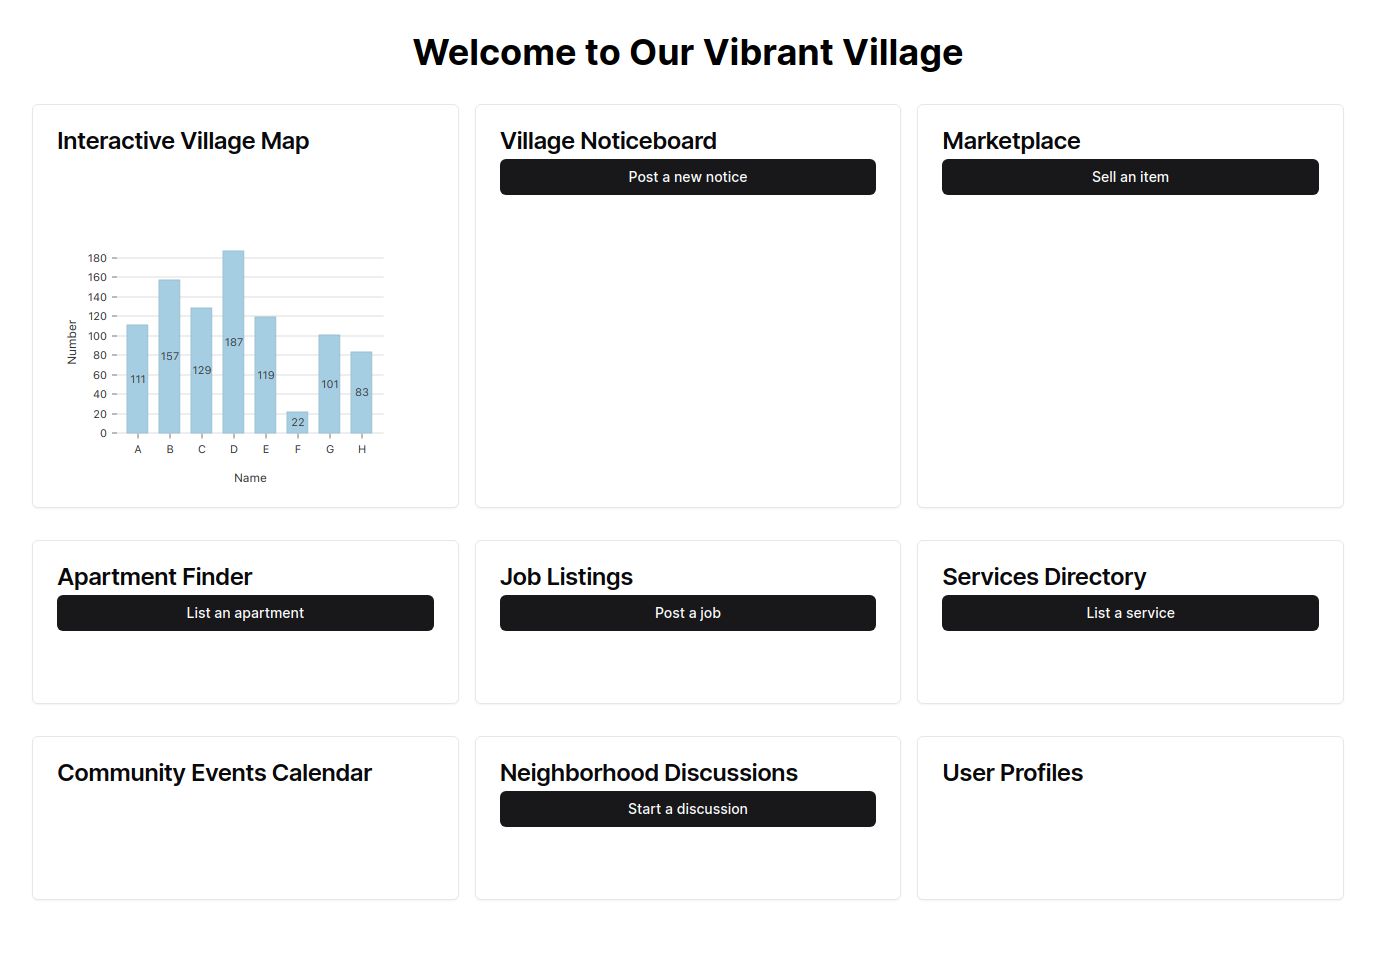 Welcome to Our Vibrant Village
Interactive Village Map
180
160
140
120
100
80
60
40
20
0
Number
111
157
129
187
119
22
101
83
A B C D E F G H
Name
Village Noticeboard
Post a new notice
Marketplace
Sell an item
Apartment Finder
List an apartment
Job Listings
Post a job
Services Directory
List a service
Community Events Calendar
Neighborhood Discussions
Start a discussion
User Profiles